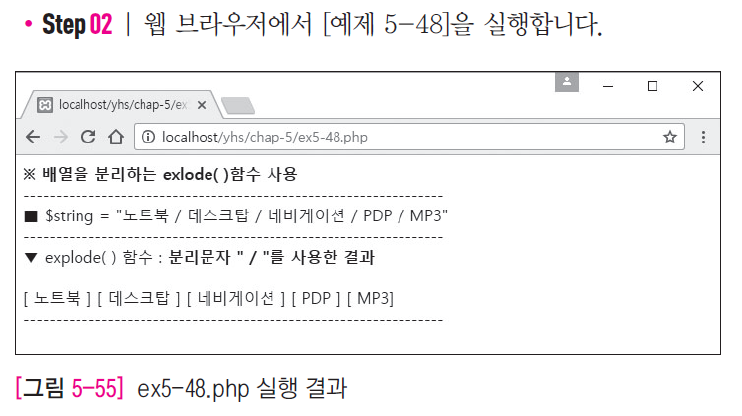 • Step 02 | 웹 브라우저에서 [예제 5-48]을 실행합니다.
localhost/yhs/chap-5/ex
localhost/yhs/chap-5/ex5-48.php
※ 배열을 분리하는 exlode( )함수 사용
------------------------------------------------------------
■ $string = "노트북 / 데스크탑 / 네비게이션 / PDP / MP3"
------------------------------------------------------------
▼ explode( ) 함수 : 분리문자 " / "를 사용한 결과
[ 노트북 ] [ 데스크탑 ] [ 네비게이션 ] [ PDP ] [ MP3]
------------------------------------------------------------
[그림 5-55] ex5-48.php 실행 결과